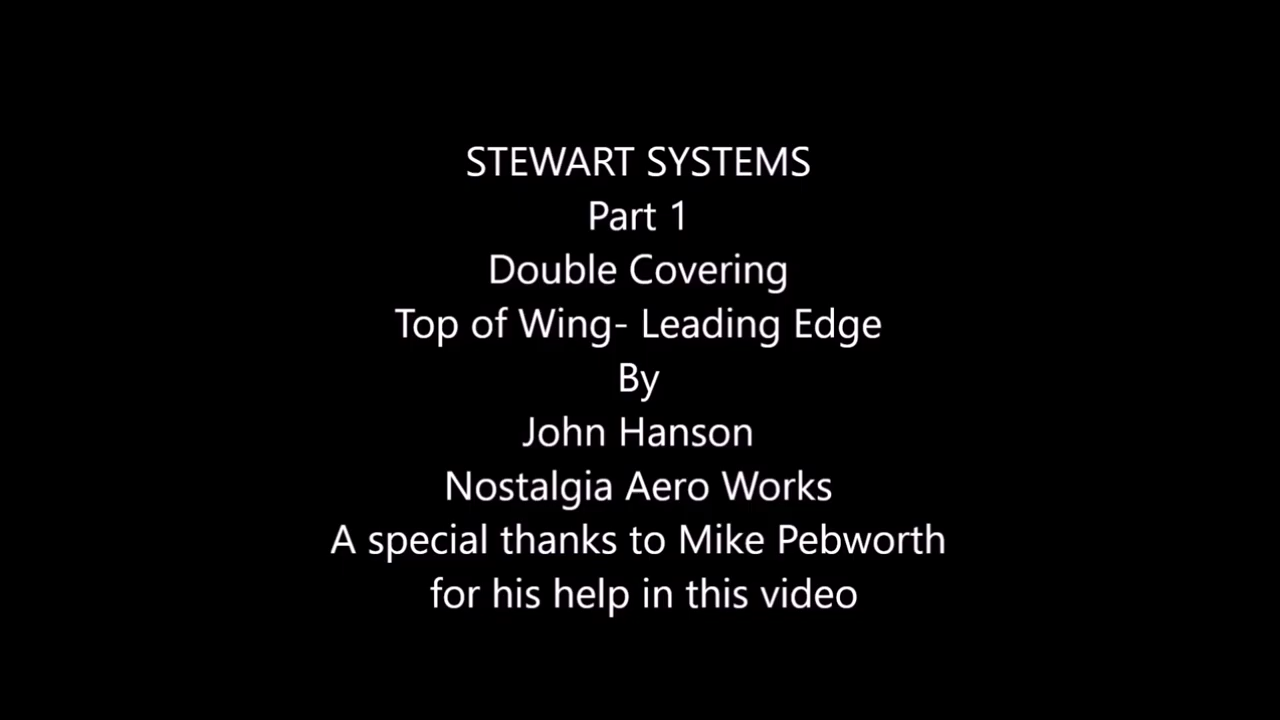 STEWART SYSTEMS
Part 1
Double Covering
Top of Wing- Leading Edge
By
John Hanson
Nostalgia Aero Works
A special thanks to Mike Pebworth
for his help in this video